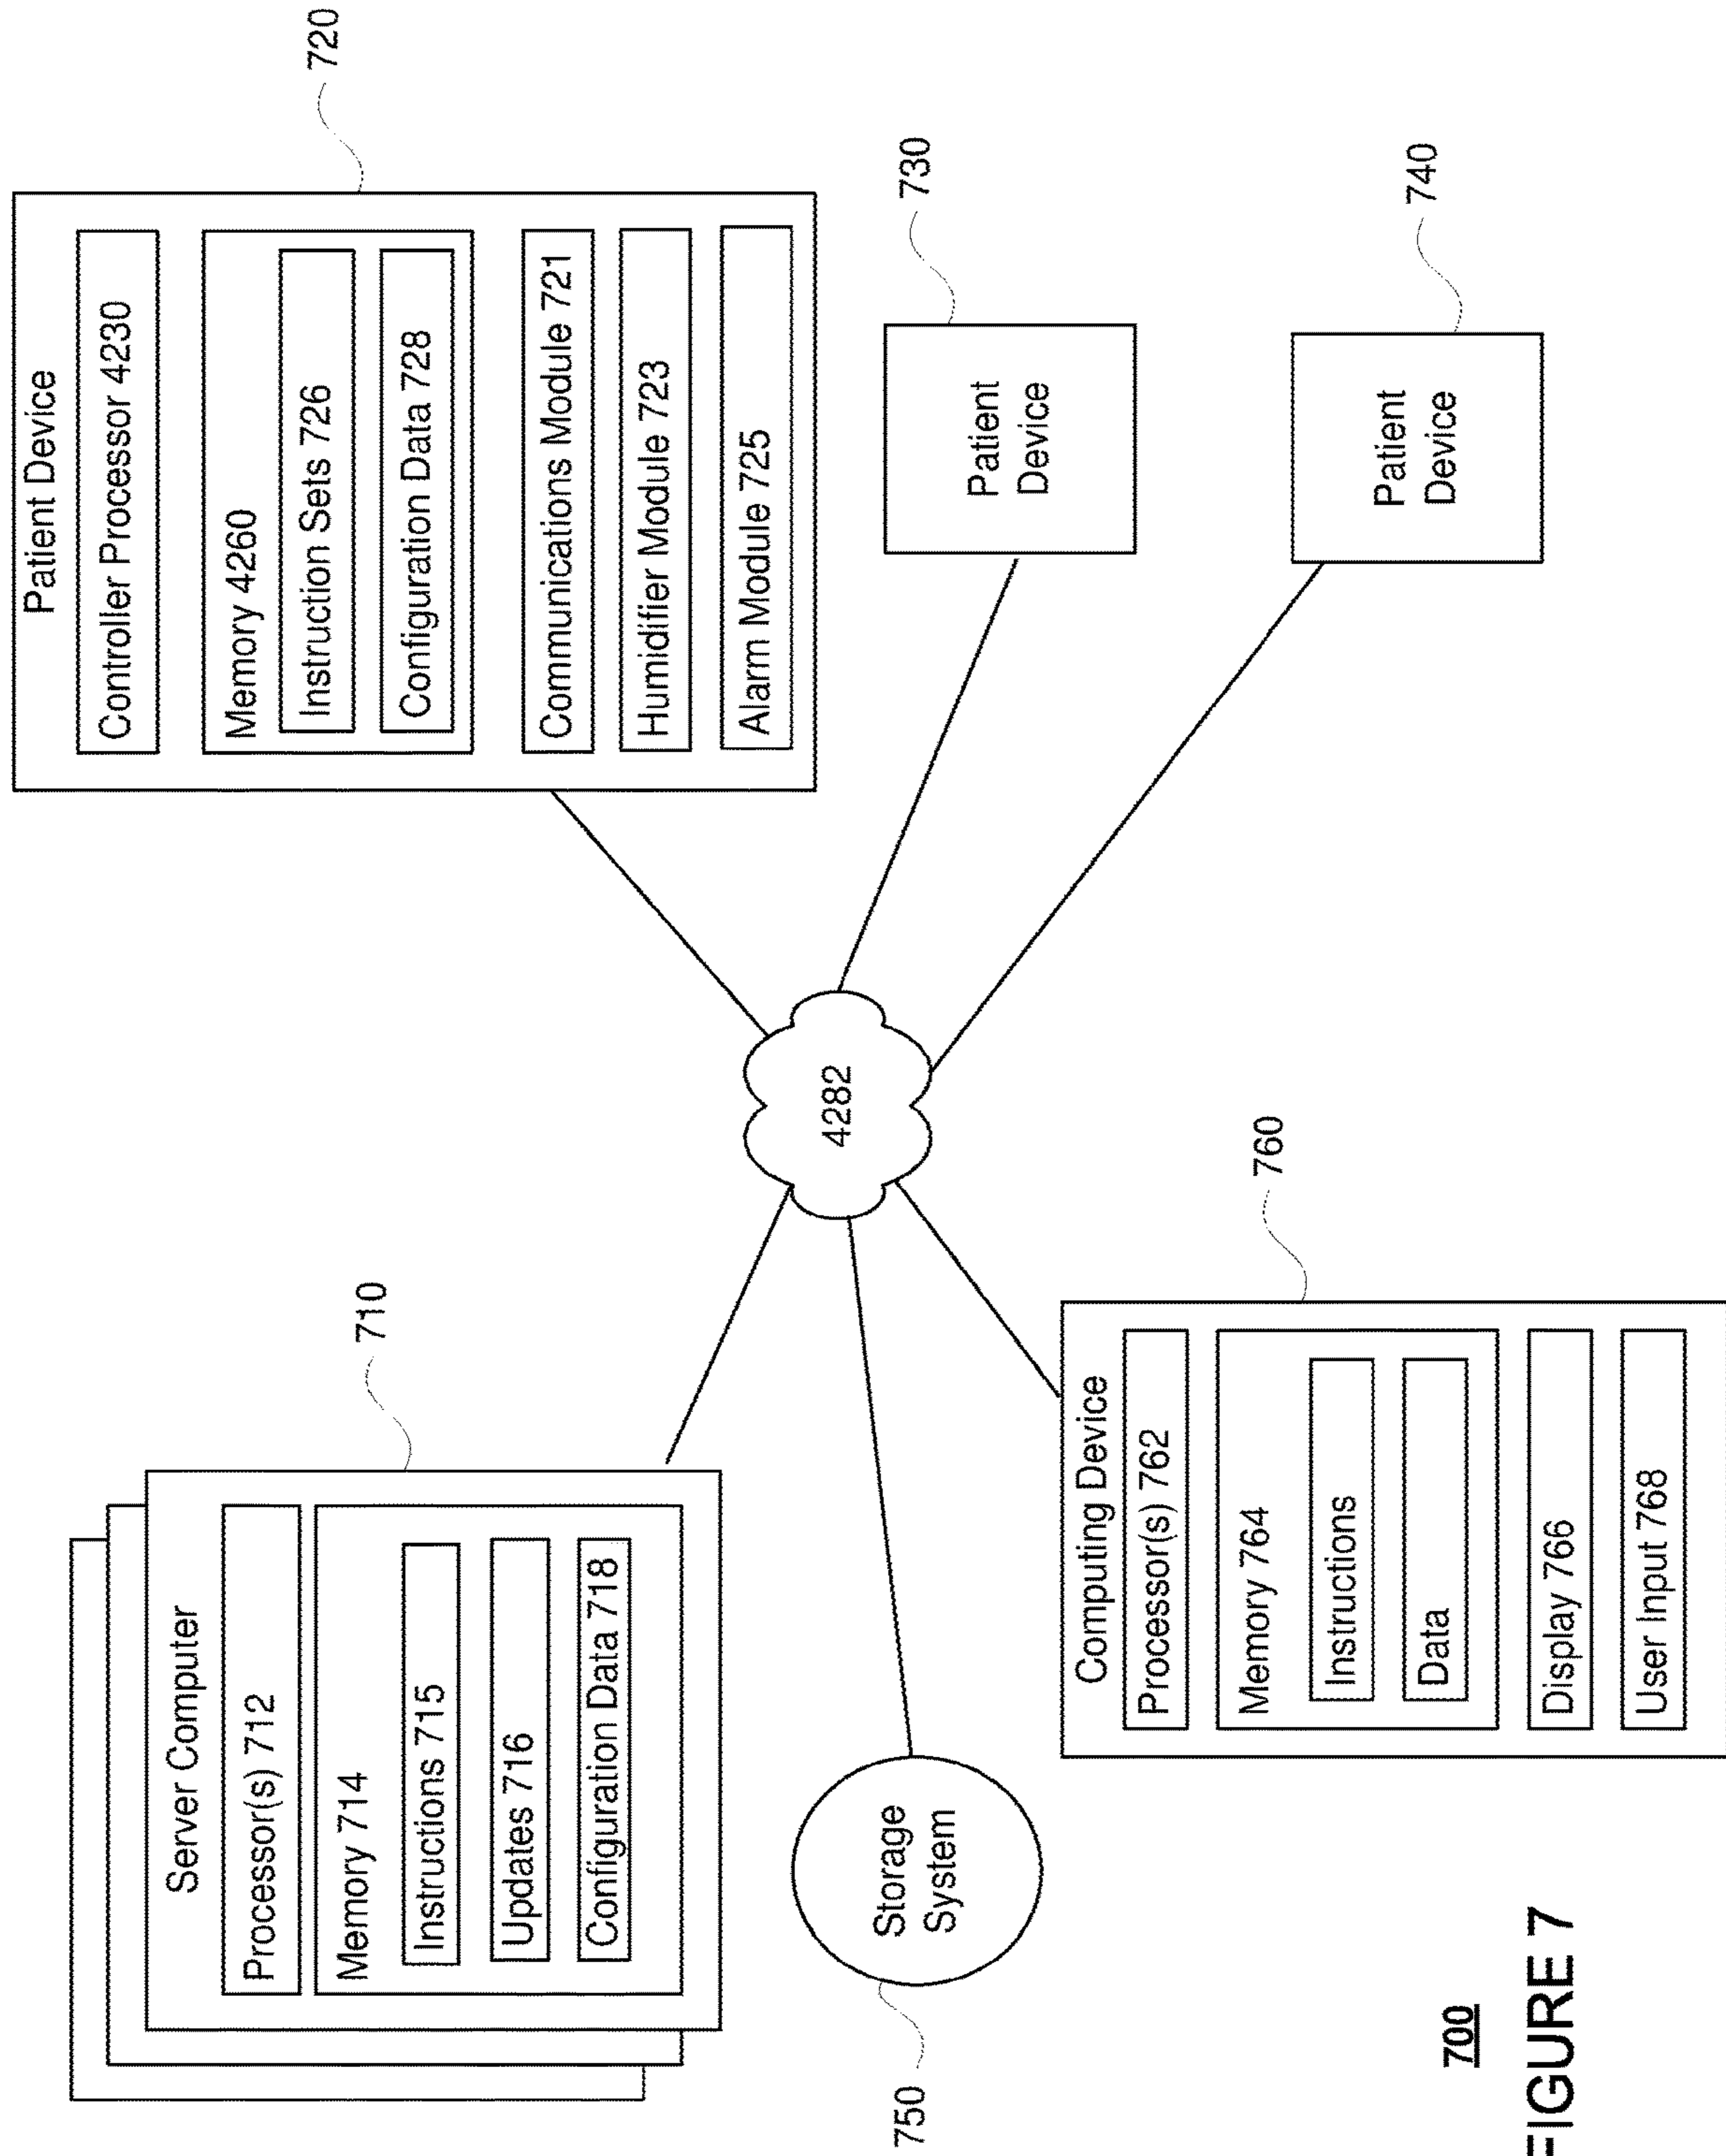 Server Computer
Processor(s) 712
Memory 714
Instructions 715
Updates 716
Configuration Data 718
710
Patient Device
Controller Processor 4230
Memory 4260
Instruction Sets 726
Configuration Data 728
Communications Module 721
Humidifier Module 723
Alarm Module 725
720
4282
Patient
Device
730
Patient
Device
740
Storage
System
750
Computing Device
Processor(s) 762
Memory 764
Instructions
Data
Display 766
User Input 768
760
700
FIGURE 7